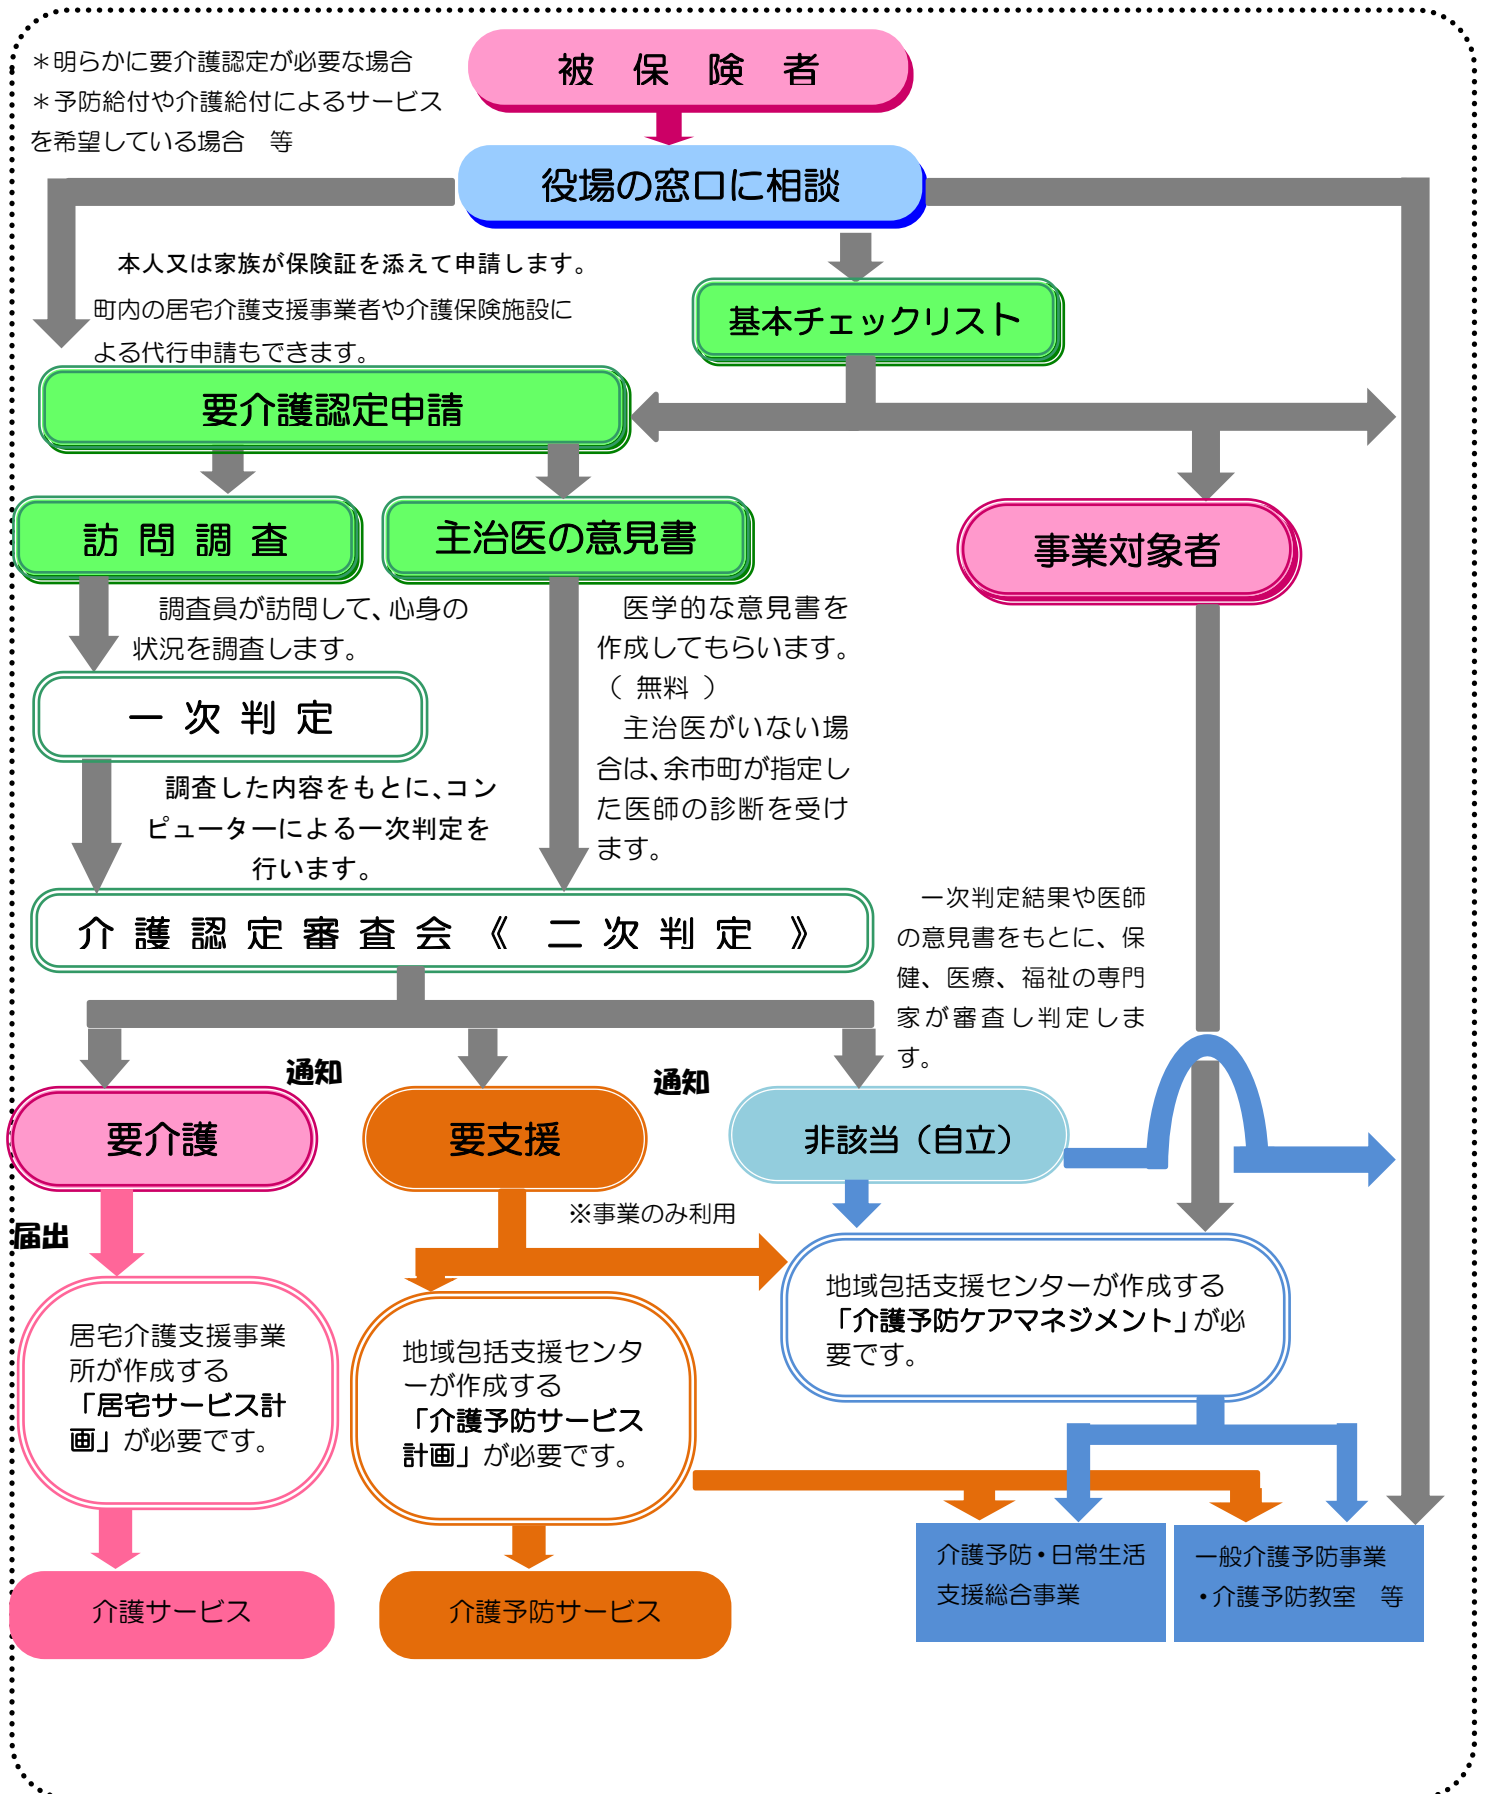 ＊明らかに要介護認定が必要な場合
＊予防給付や介護給付によるサービス
を希望している場合　等
被　保　険　者
役場の窓口に相談
本人又は家族が保険証を添えて申請します。
町内の居宅介護支援事業者や介護保険施設に
よる代行申請もできます。
基本チェックリスト
要介護認定申請
訪 問 調 査
主治医の意見書
事業対象者
調査員が訪問して、心身の
状況を調査します。
医学的な意見書を
作成してもらいます。
（ 無料 ）
主治医がいない場
合は、余市町が指定し
た医師の診断を受け
ます。
一 次 判 定
調査した内容をもとに、コン
ピューターによる一次判定を
行います。
介 護 認 定 審 査 会 《　二 次 判 定　》
一次判定結果や医師
の意見書をもとに、保
健、医療、福祉の専門
家が審査し判定しま
す。
通知
通知
要介護
要支援
非該当（自立）
届出
※事業のみ利用
居宅介護支援事業
所が作成する
「居宅サービス計
画」が必要です。
地域包括支援センタ
ーが作成する
「介護予防サービス
計画」が必要です。
地域包括支援センターが作成する
「介護予防ケアマネジメント」が必
要です。
介護サービス
介護予防サービス
介護予防・日常生活
支援総合事業
一般介護予防事業
・介護予防教室　等